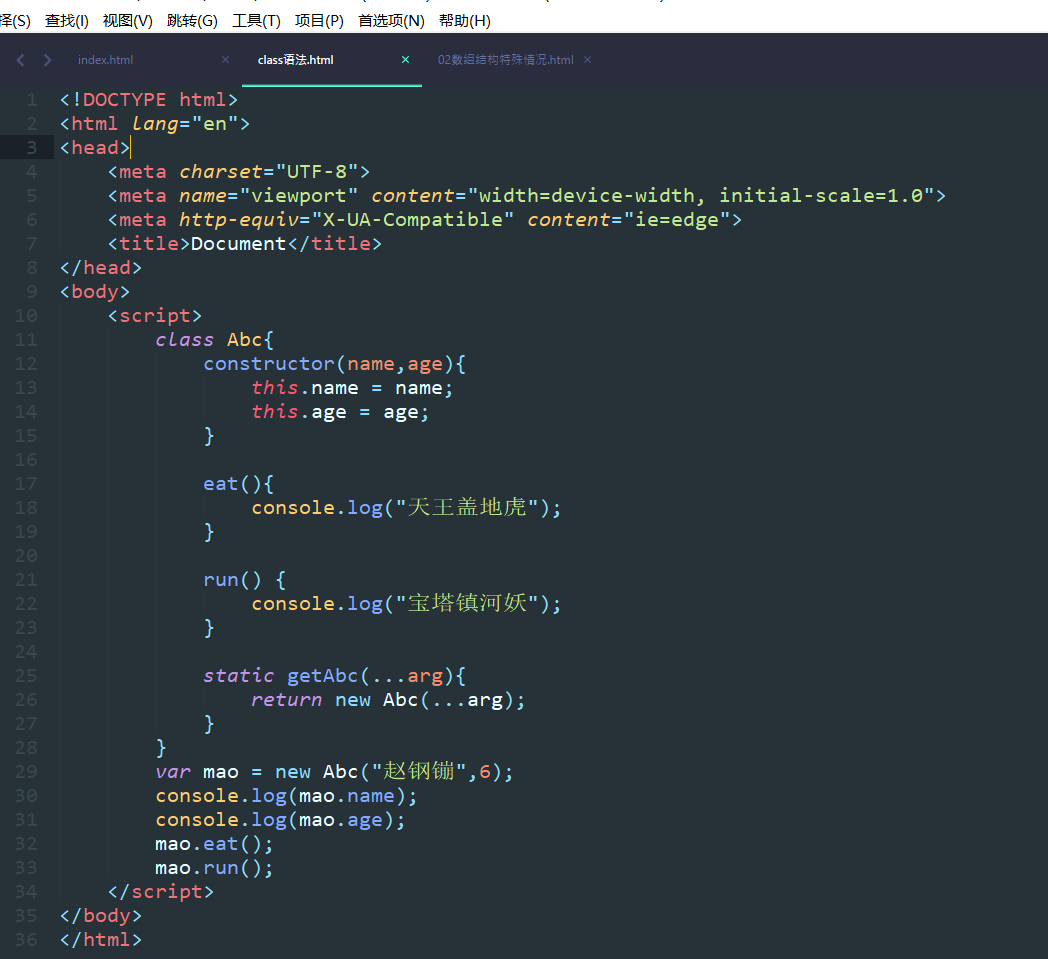 择(S) 查找(I) 视图(V) 跳转(G) 工具(T) 项目(P) 首选项(N) 帮助(H)
index.html × class语法.html × 02数组结构特殊情况.html ×
1 <!DOCTYPE html>
2 <html lang="en">
3 <head>
4 <meta charset="UTF-8">
5 <meta name="viewport" content="width=device-width, initial-scale=1.0">
6 <meta http-equiv="X-UA-Compatible" content="ie=edge">
7 <title>Document</title>
8 </head>
9 <body>
10 <script>
11 class Abc{
12 constructor(name,age){
13 this.name = name;
14 this.age = age;
15 }
16
17 eat(){
18 console.log("天王盖地虎");
19 }
20
21 run() {
22 console.log("宝塔镇河妖");
23 }
24
25 static getAbc(...arg){
26 return new Abc(...arg);
27 }
28 }
29 var mao = new Abc("赵钢镚",6);
30 console.log(mao.name);
31 console.log(mao.age);
32 mao.eat();
33 mao.run();
34 </script>
35 </body>
36 </html>